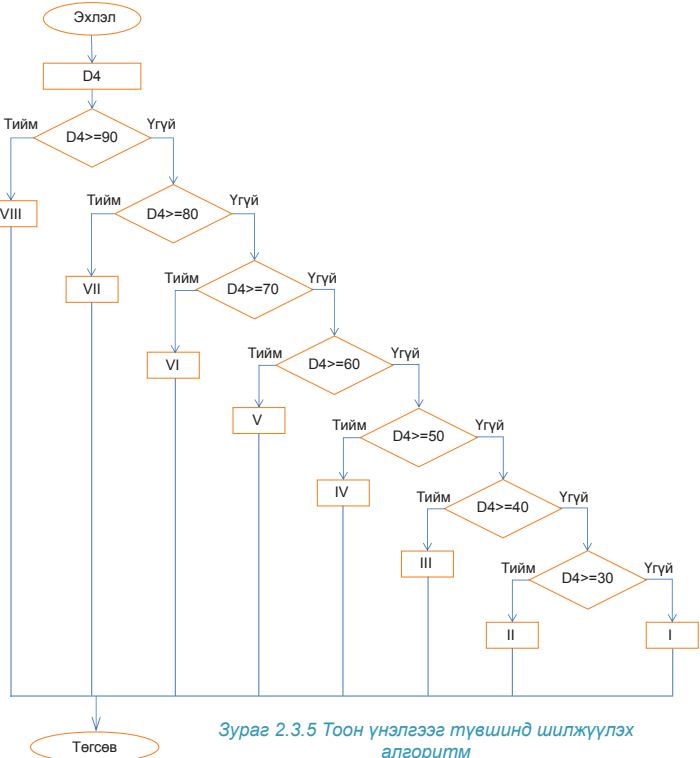 Эхлэл
D4
Тийм
D4>=90
Үгүй
VIII
Тийм
D4>=80
Үгүй
VII
Тийм
D4>=70
Үгүй
VI
Тийм
D4>=60
Үгүй
V
Тийм
D4>=50
Үгүй
IV
Тийм
D4>=40
Үгүй
III
Тийм
D4>=30
Үгүй
II
I
Төгсөв
Зураг 2.3.5 Тоон үнэлгээг түвшинд шилжүүлэх
алгоритм